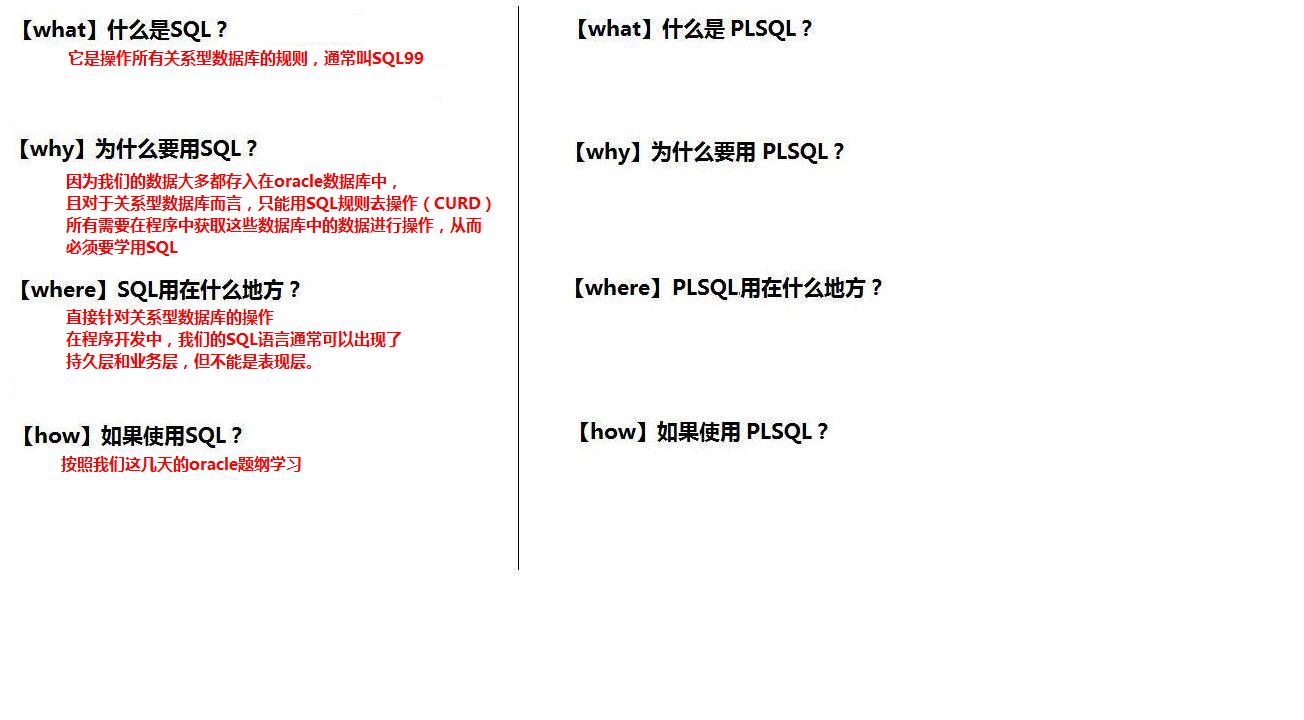 【what】什么是SQL？
它是操作所有关系型数据库的规则，通常叫SQL99
【why】为什么要用SQL？
因为我们的数据大多都存入在oracle数据库中，
且对于关系型数据库而言，只能用SQL规则去操作（CURD）
所有需要在程序中获取这些数据库中的数据进行操作，从而
必须要学用SQL
【where】SQL用在什么地方？
直接针对关系型数据库的操作
在程序开发中，我们的SQL语言通常可以出现了
持久层和业务层，但不能是表现层。
【how】如果使用SQL？
按照我们这几天的oracle题纲学习
【what】什么是 PLSQL？
【why】为什么要用 PLSQL？
【where】PLSQL用在什么地方？
【how】如果使用 PLSQL？